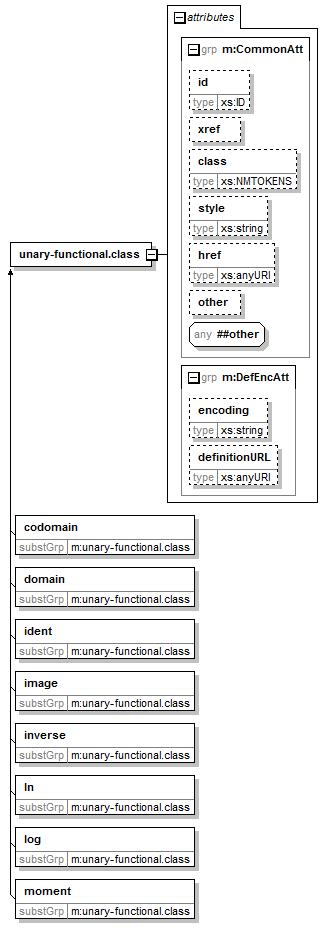 attributes
grp m:CommonAtt
id
type xs:ID
xref
class
type xs:NMTOKENS
style
type xs:string
unary-functional.class
href
type xs:anyURI
other
any ##other
grp m:DefEncAtt
encoding
type xs:string
definitionURL
type xs:anyURI
codomain
substGrp m:unary-functional.class
domain
substGrp m:unary-functional.class
ident
substGrp m:unary-functional.class
image
substGrp m:unary-functional.class
inverse
substGrp m:unary-functional.class
ln
substGrp m:unary-functional.class
log
substGrp m:unary-functional.class
moment
substGrp m:unary-functional.class